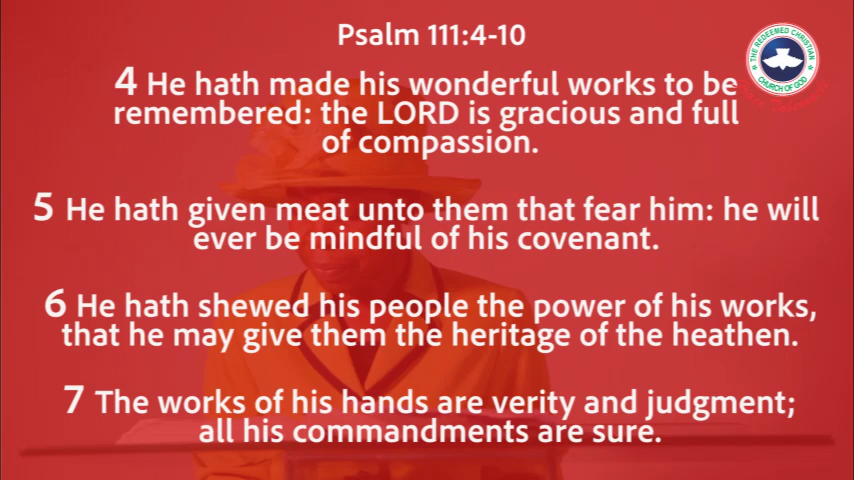 Psalm 111:4-10
THE REDEEMED CHRISTIAN
CHURCH OF GOD
4 He hath made his wonderful works to be
remembered: the LORD is gracious and full
of compassion.
5 He hath given meat unto them that fear him: he will
ever be mindful of his covenant.
6 He hath shewed his people the power of his works,
that he may give them the heritage of the heathen.
7 The works of his hands are verity and judgment;
all his commandments are sure.